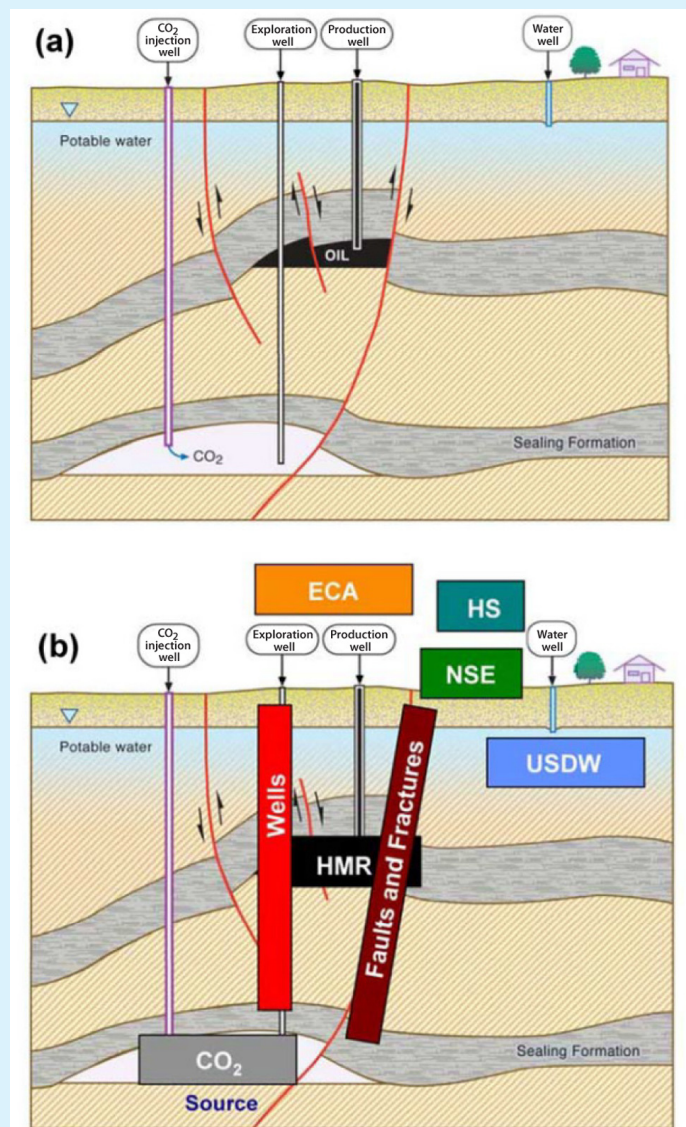 (a)
CO₂
injection
well
Exploration
well
Production
well
Water
well
Potable water
OIL
CO₂
Sealing Formation
ECA
HS
(b)
CO₂
injection
well
Exploration
well
Production
well
Water
well
NSE
Potable water
USDW
Wells
Faults and Fractures
HMR
Sealing Formation
CO₂
Source